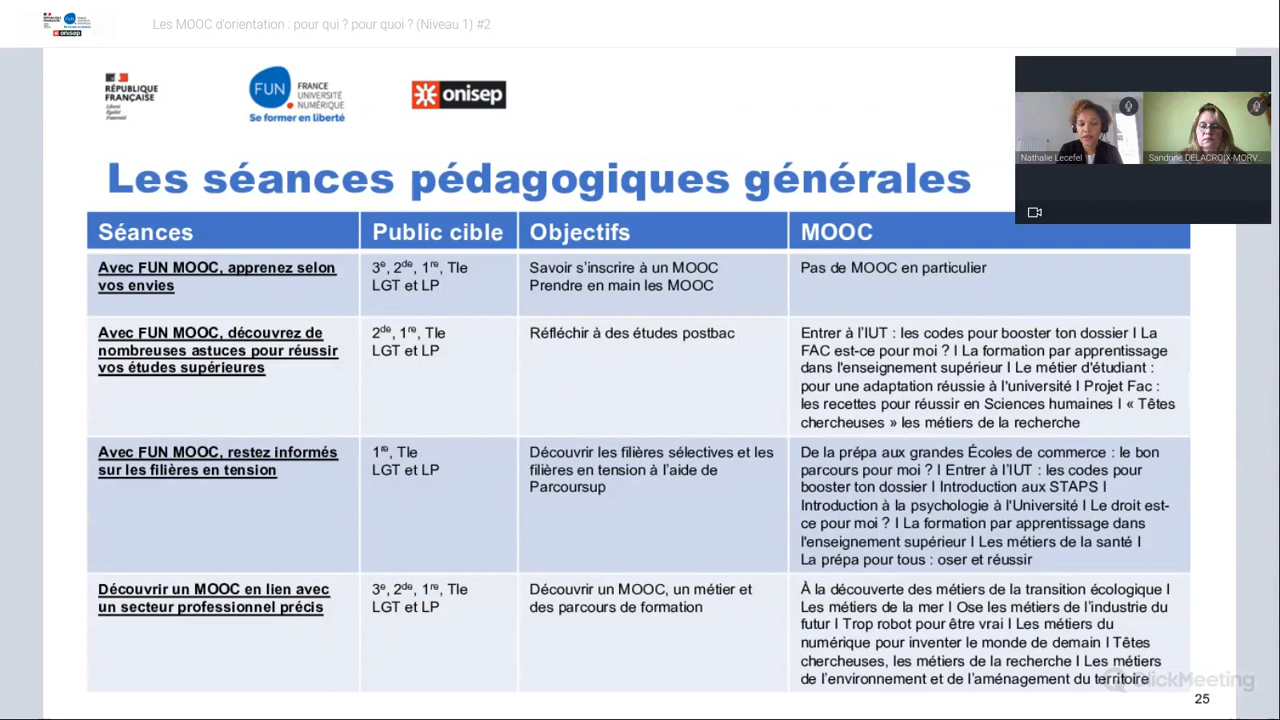 Les MOOC d'orientation : pour qui ? pour quoi ? (Niveau 1) #2
RÉPUBLIQUE
FRANÇAISE
Liberté
Égalité
Fraternité
FUN
FRANCE
UNIVERSITÉ
NUMÉRIQUE
Se former en liberté
onisep
Nathalie Lecefel
Sandrine DELACROIX-MORV...
Les séances pédagogiques générales
Séances
Public cible
Objectifs
MOOC
Avec FUN MOOC, apprenez selon
vos envies
3e, 2de, 1re, Tle
LGT et LP
Savoir s'inscrire à un MOOC
Prendre en main les MOOC
Pas de MOOC en particulier
Avec FUN MOOC, découvrez de
nombreuses astuces pour réussir
vos études supérieures
2de, 1re, Tle
LGT et LP
Réfléchir à des études postbac
Entrer à l'IUT : les codes pour booster ton dossier I La
FAC est-ce pour moi ? I La formation par apprentissage
dans l'enseignement supérieur I Le métier d'étudiant :
pour une adaptation réussie à l'université I Projet Fac :
les recettes pour réussir en Sciences humaines I « Têtes
chercheuses » les métiers de la recherche
Avec FUN MOOC, restez informés
sur les filières en tension
1re, Tle
LGT et LP
Découvrir les filières sélectives et les
filières en tension à l'aide de
Parcoursup
De la prépa aux grandes Écoles de commerce : le bon
parcours pour moi ? I Entrer à l'IUT : les codes pour
booster ton dossier I Introduction aux STAPS I
Introduction à la psychologie à l'Université I Le droit est-
ce pour moi ? I La formation par apprentissage dans
l'enseignement supérieur I Les métiers de la santé I
La prépa pour tous : oser et réussir
Découvrir un MOOC en lien avec
un secteur professionnel précis
3e, 2de, 1re, Tle
LGT et LP
Découvrir un MOOC, un métier et
des parcours de formation
À la découverte des métiers de la transition écologique I
Les métiers de la mer I Ose les métiers de l'industrie du
futur I Trop robot pour être vrai I Les métiers du
numérique pour inventer le monde de demain I Têtes
chercheuses, les métiers de la recherche I Les métiers
de l'environnement et de l'aménagement du territoire
ClickMeeting
25